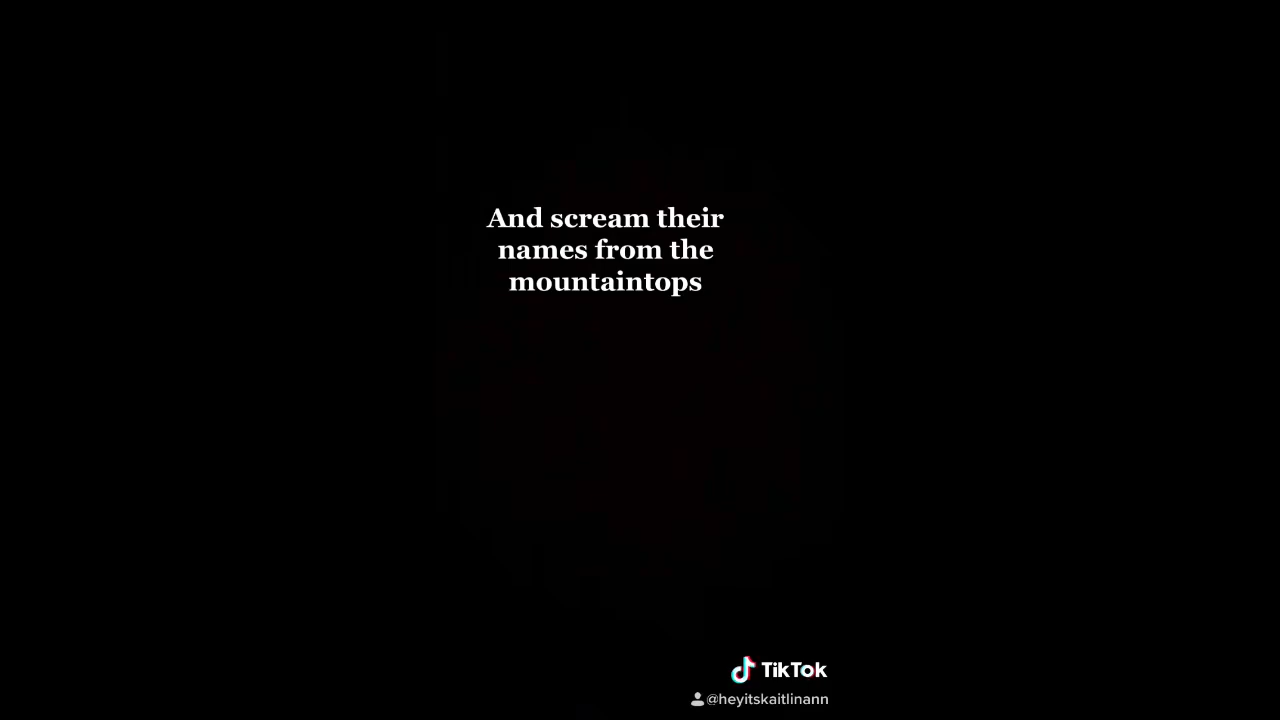 And scream their
names from the
mountaintops
TikTok
@heyitskaitlinann